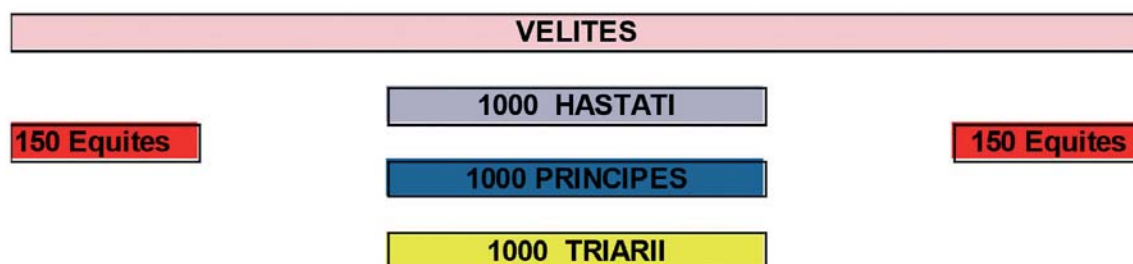 VELITES
1000 HASTATI
150 Equites
150 Equites
1000 PRINCIPES
1000 TRIARII